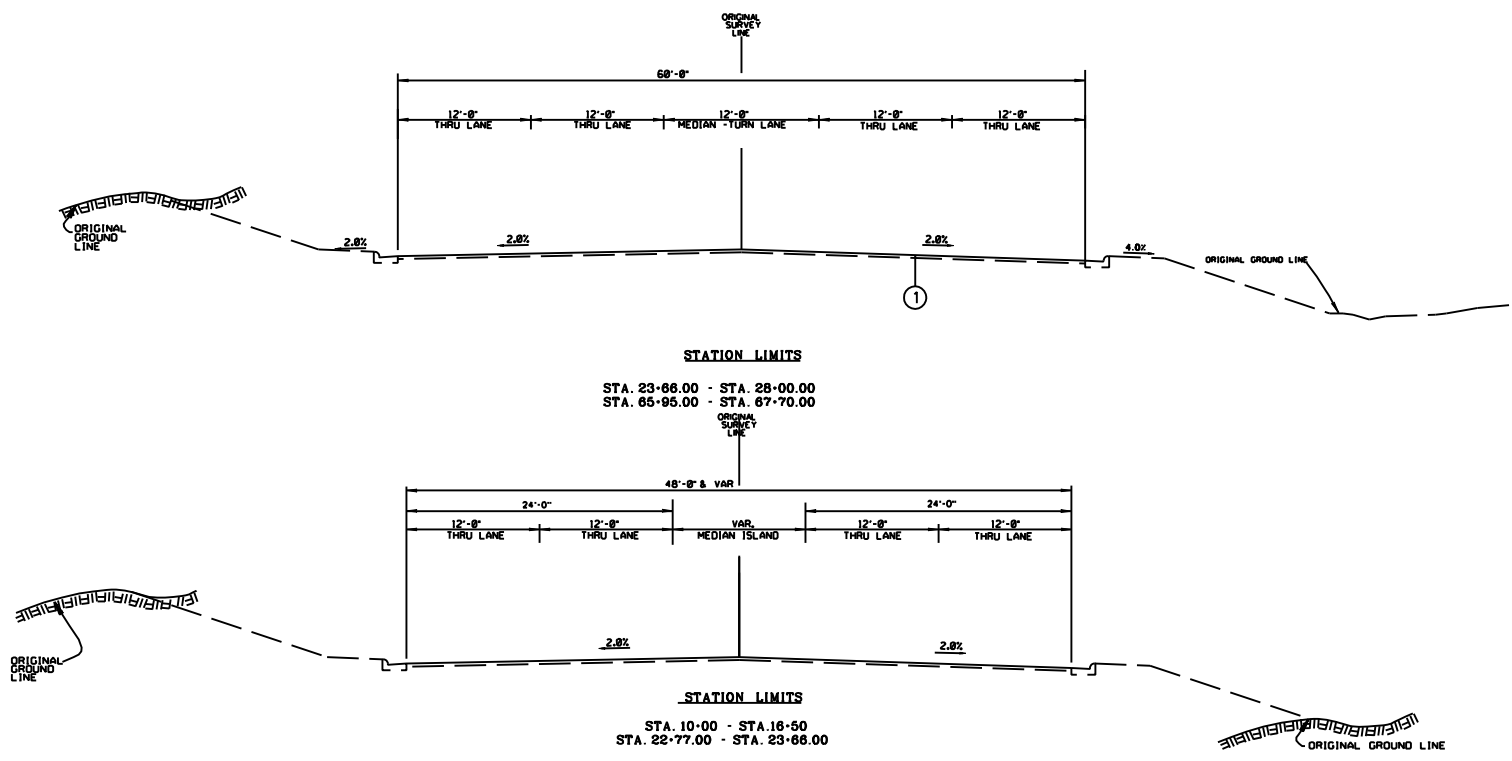 ORIGINAL
SURVEY
LINE
60'-0"
12'-0" 12'-0" 12'-0" 12'-0" 12'-0"
THRU LANE THRU LANE MEDIAN -TURN LANE THRU LANE THRU LANE
ORIGINAL
GROUND
LINE
2.0% 2.0% 2.0% 4.0%
ORIGINAL GROUND LINE
1
STATION LIMITS
STA. 23+66.00 - STA. 28+00.00
STA. 65+95.00 - STA. 67+70.00
ORIGINAL
SURVEY
LINE
48'-0" & VAR
24'-0" 24'-0"
12'-0" 12'-0" VAR. 12'-0" 12'-0"
THRU LANE THRU LANE MEDIAN ISLAND THRU LANE THRU LANE
2.0% 2.0%
ORIGINAL
GROUND
LINE
STATION LIMITS
STA. 10+00 - STA.16+50
STA. 22+77.00 - STA. 23+66.00
ORIGINAL GROUND LINE